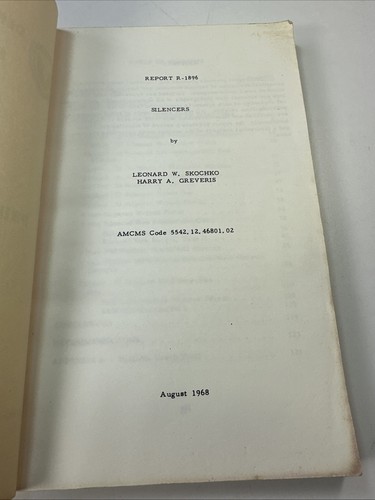 REPORT R-1896
SILENCERS
by
LEONARD W. SKOCHKO
HARRY A. GREVERIS
AMCMS Code 5542.12.46801.02
August 1968